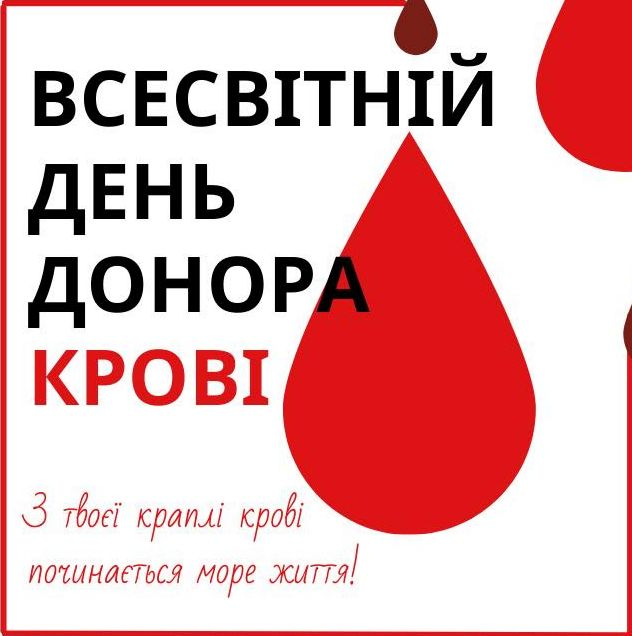 ВСЕСВІТНІЙ
ДЕНЬ
ДОНОРА
КРОВІ
З твоєї краплі крові
починається море життя!